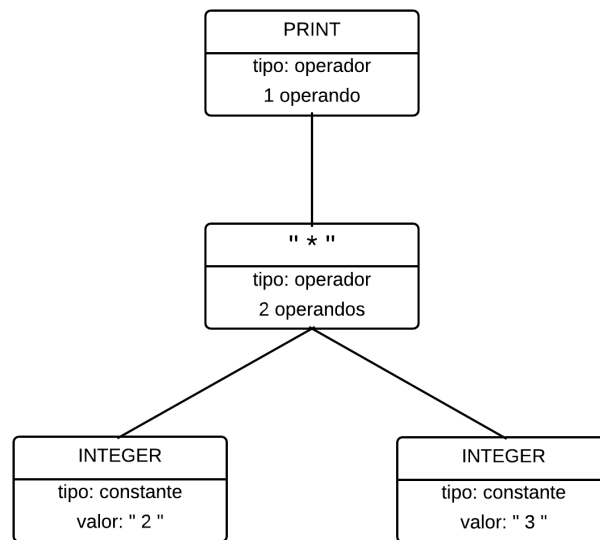 PRINT
tipo: operador
1 operando
" * "
tipo: operador
2 operandos
INTEGER
tipo: constante
valor: " 2 "
INTEGER
tipo: constante
valor: " 3 "